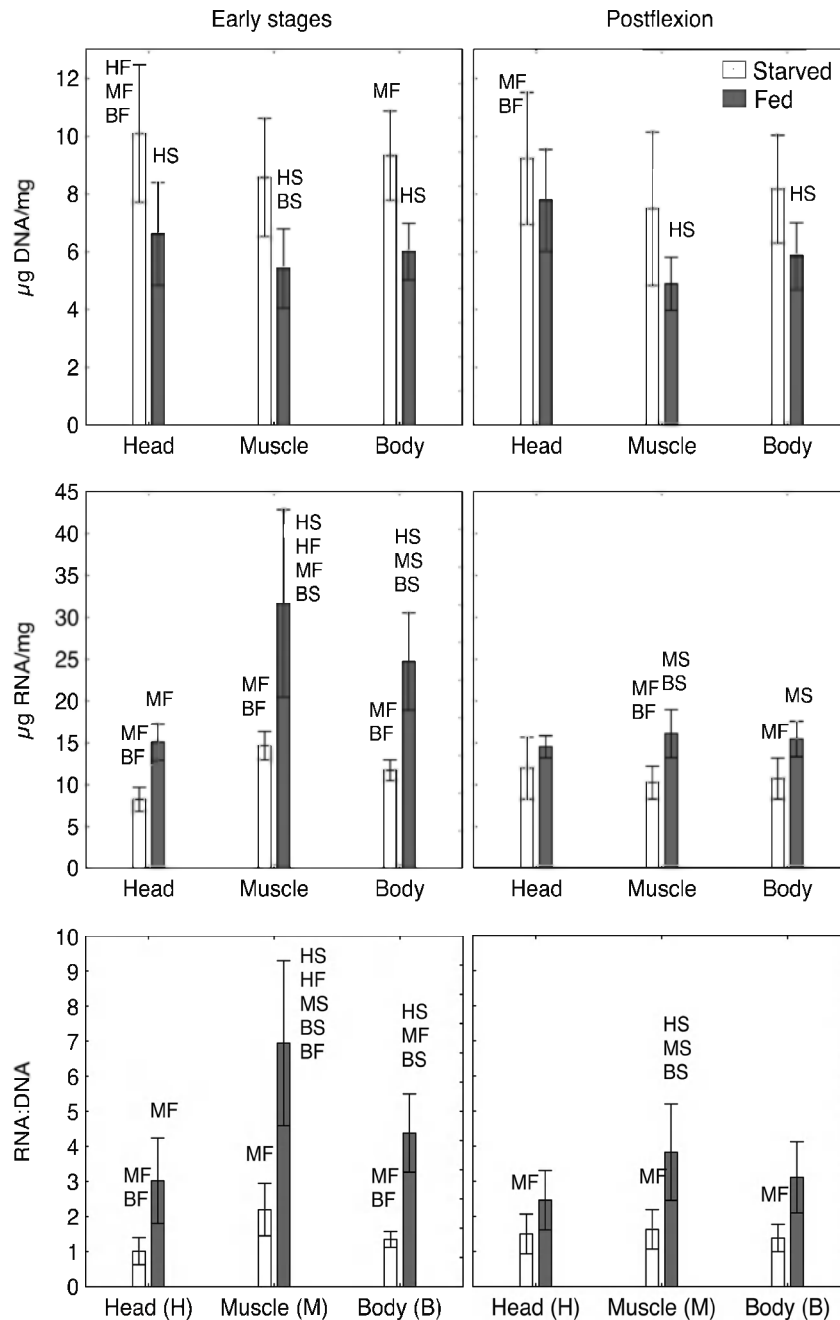 Early stages
Postflexion
Starved
Fed
μg DNA/mg
12
10
8
6
4
2
0
HF
MF
BF
HS
HS
BS
MF
HS
MF
BF
HS
HS
Head
Muscle
Body
Head
Muscle
Body
μg RNA/mg
45
40
35
30
25
20
15
10
5
0
MF
BF
MF
MF
BF
HS
HF
MF
BS
MF
BF
HS
MS
BS
MF
BF
MS
BS
MF
MS
Head
Muscle
Body
Head
Muscle
Body
RNA:DNA
10
9
8
7
6
5
4
3
2
1
0
MF
BF
MF
MF
HS
HF
MS
BS
BF
MF
BF
HS
MF
BS
MF
MF
HS
MS
BS
MF
Head (H)
Muscle (M)
Body (B)
Head (H)
Muscle (M)
Body (B)